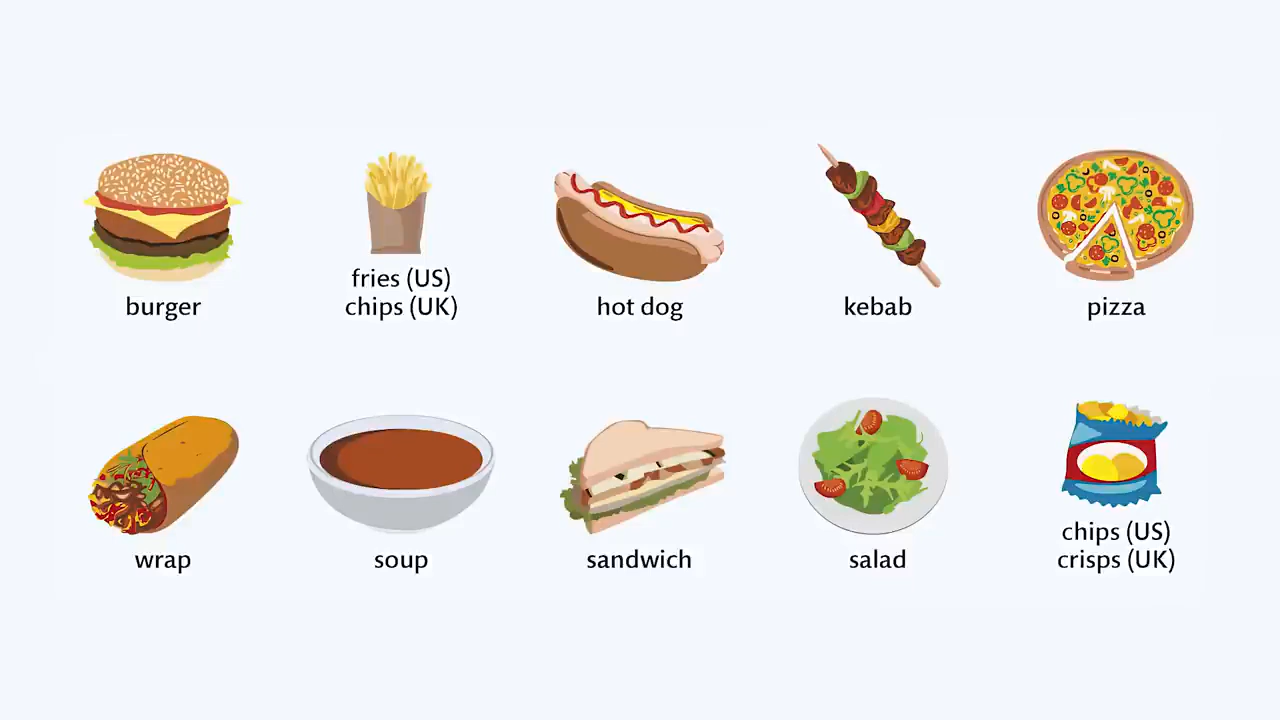 fries (US)
chips (UK)
burger
hot dog
kebab
pizza
chips (US)
crisps (UK)
wrap
soup
sandwich
salad